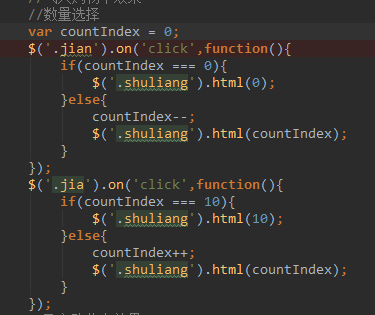 //数量选择
var countIndex = 0;
$('.jian').on('click',function(){
if(countIndex === 0){
$('.shuliang').html(0);
}else{
countIndex--;
$('.shuliang').html(countIndex);
}
});
$('.jia').on('click',function(){
if(countIndex === 10){
$('.shuliang').html(10);
}else{
countIndex++;
$('.shuliang').html(countIndex);
}
});